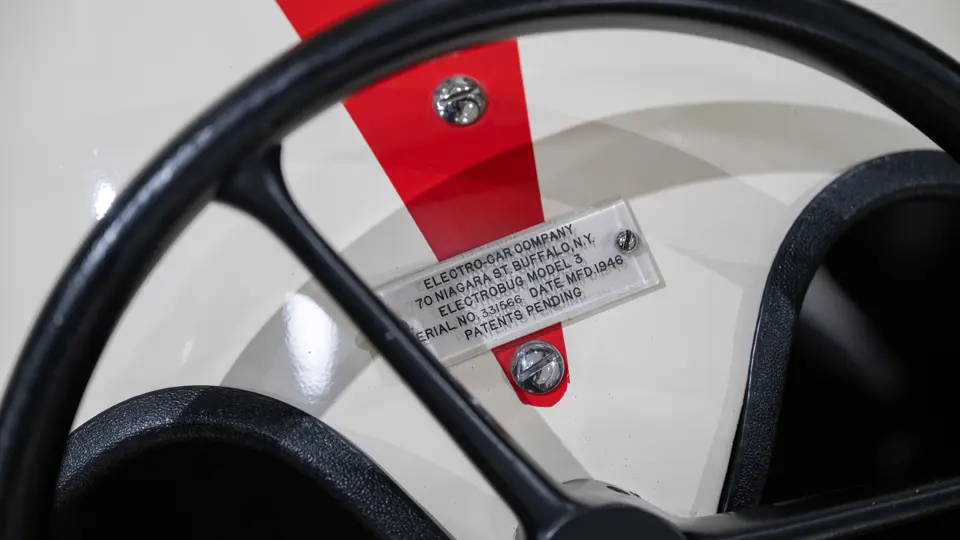 ELECTRO-CAR COMPANY
70 NIAGARA ST. BUFFALO, N.Y.
ELECTROBUG MODEL 3
ERIAL NO. 331566 DATE MFD. 1946
PATENTS PENDING